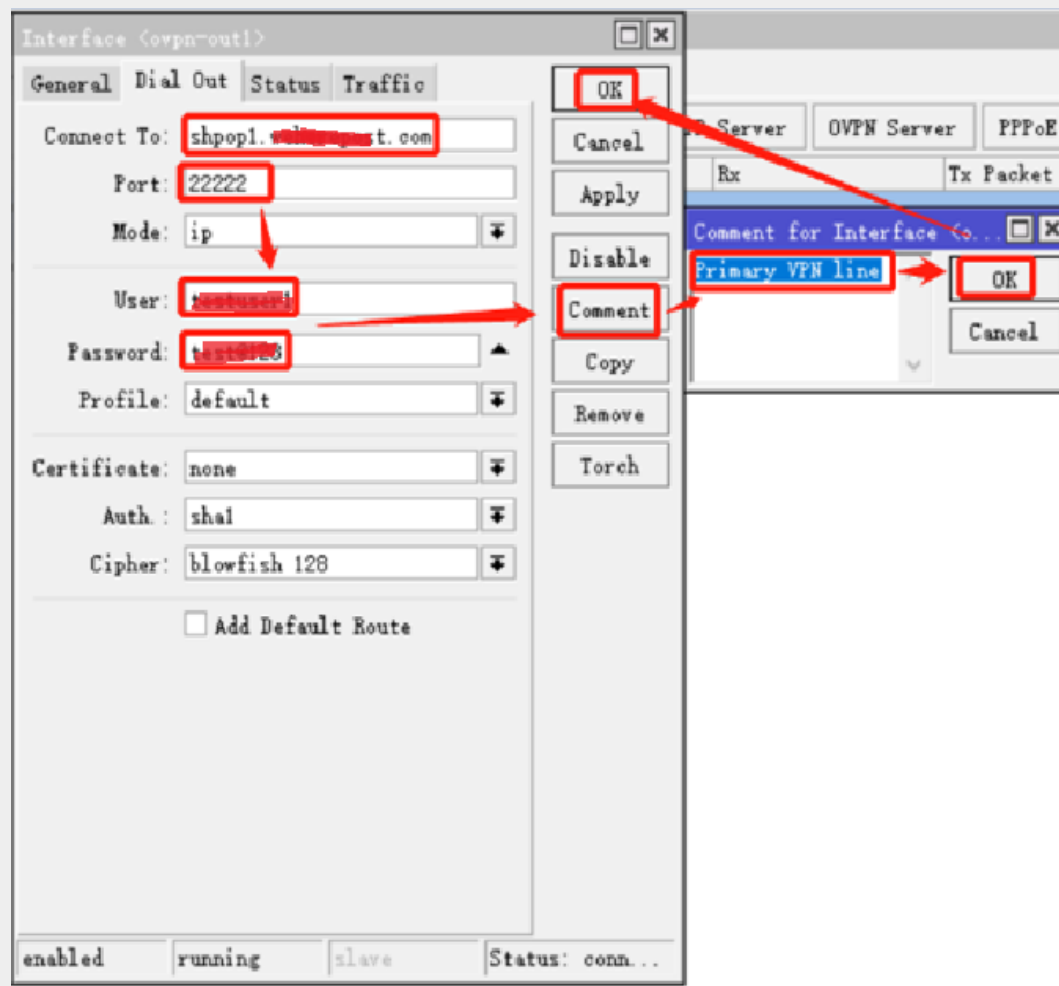 Interface <ovpn-out1>
General Dial Out Status Traffic
Connect To: shpop1. t.com
Port: 22222
Mode: ip
User:
Password:
Profile: default
Certificate: none
Auth.: sha1
Cipher: blowfish 128
Add Default Route
enabled running slave Status: conn...
OK
Cancel
Apply
Disable
Comment
Copy
Remove
Torch
Server OVPN Server PPPoE
Rx Tx Packet
Comment for Interface <o...
Primary VPN line
OK
Cancel